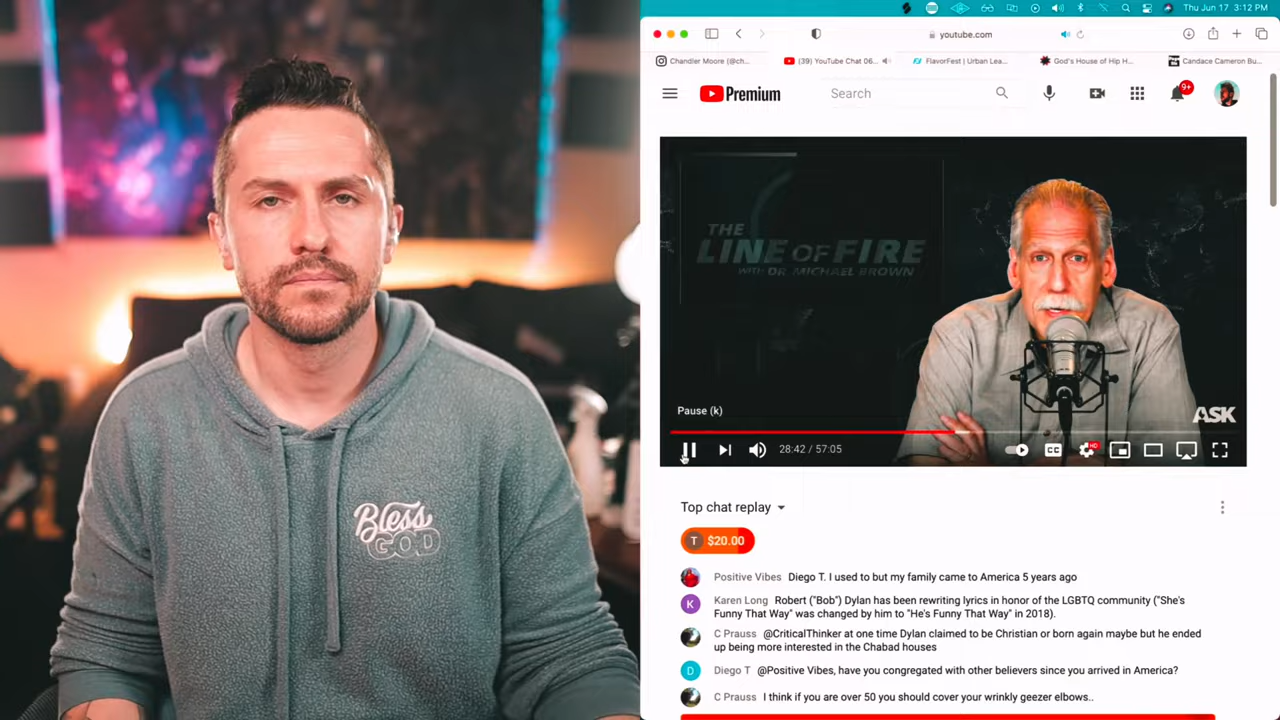 Thu Jun 17 3:12 PM
youtube.com
Chandler Moore (@ch...
(39) YouTube Chat 06...
FlavorFest | Urban Lea...
God's House of Hip H...
Candace Cameron Bu...
Premium
Search
9+
THE
LINE OF FIRE
WITH DR. MICHAEL BROWN
Pause (k)
ASK
28:42 / 57:05
CC
HD
Bless
GOD
Top chat replay
T $20.00
Positive Vibes Diego T. I used to but my family came to America 5 years ago
K Karen Long Robert ("Bob") Dylan has been rewriting lyrics in honor of the LGBTQ community ("She's
Funny That Way" was changed by him to "He's Funny That Way" in 2018).
C Prauss @CriticalThinker at one time Dylan claimed to be Christian or born again maybe but he ended
up being more interested in the Chabad houses
D Diego T @Positive Vibes, have you congregated with other believers since you arrived in America?
C Prauss I think if you are over 50 you should cover your wrinkly geezer elbows..